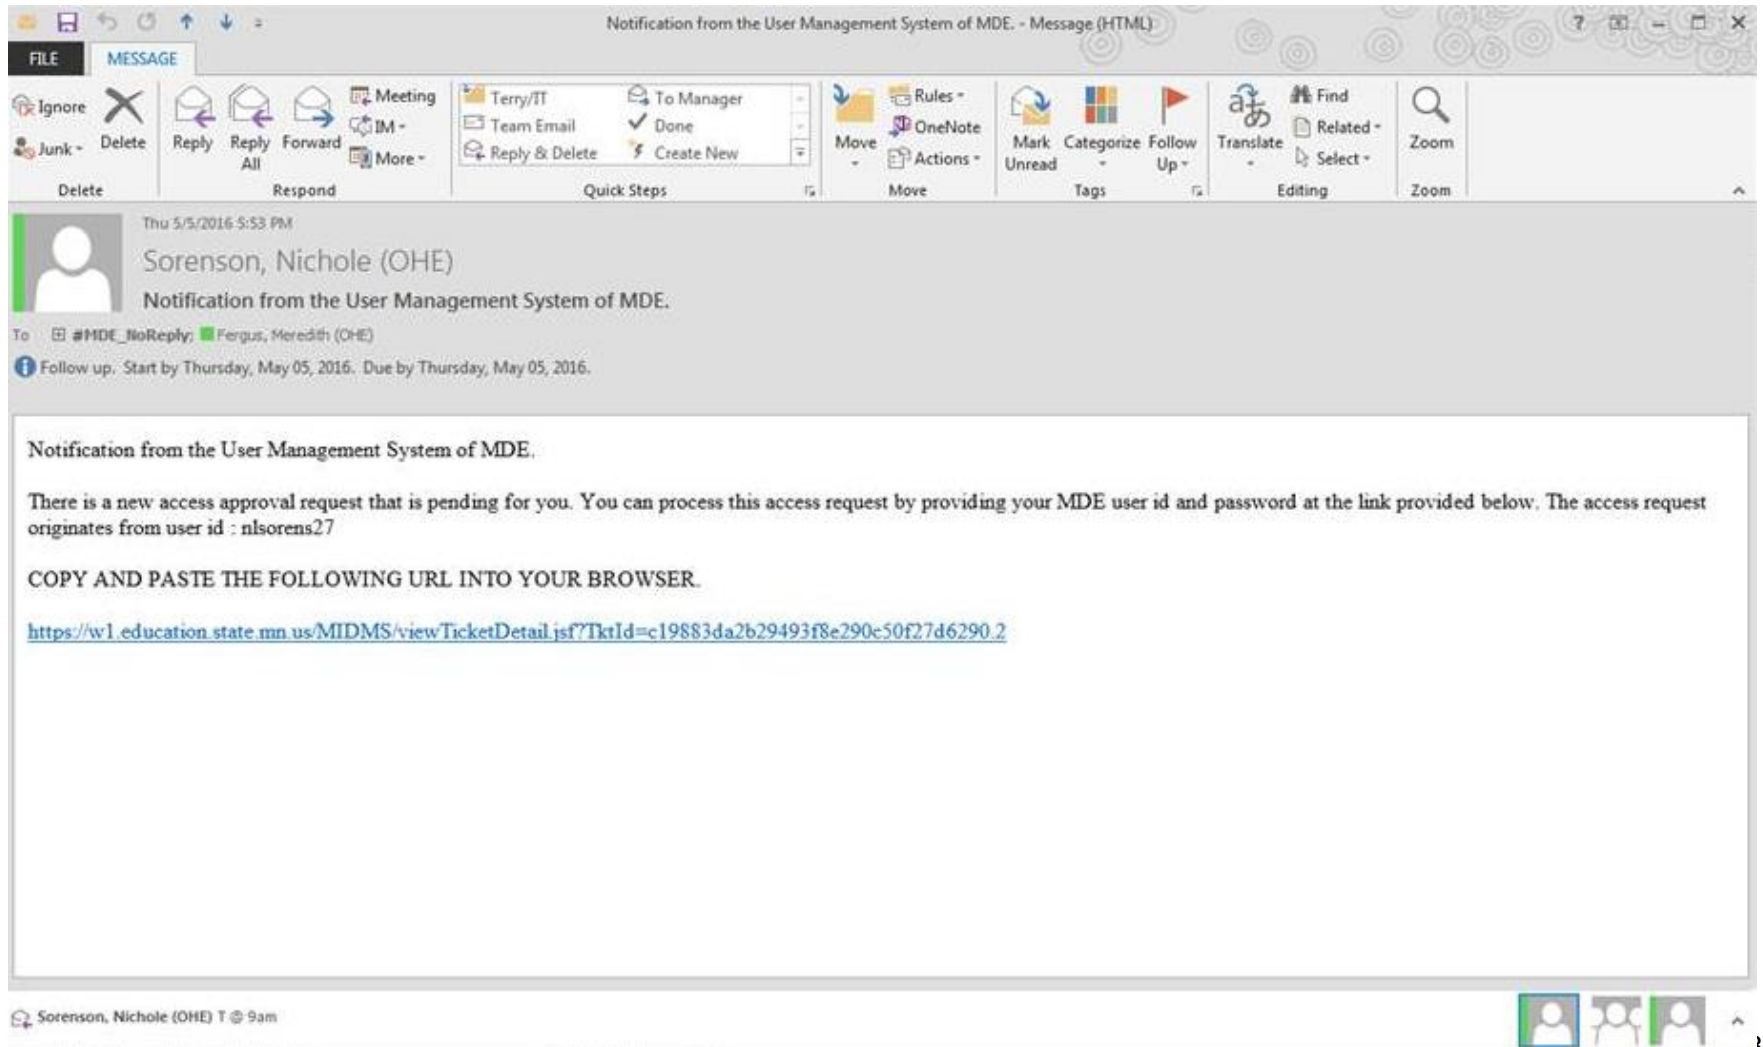 Notification from the User Management System of MDE. - Message (HTML)
FILE MESSAGE
Ignore
Junk
Delete
Reply
Reply All
Forward
Meeting
IM
More
Terry/IT
Team Email
Reply & Delete
To Manager
Done
Create New
Move
Rules
OneNote
Actions
Mark Unread
Categorize
Follow Up
Translate
Find
Related
Select
Zoom
Delete Respond Quick Steps Move Tags Editing Zoom
Thu 5/5/2016 5:53 PM
Sorenson, Nichole (OHE)
Notification from the User Management System of MDE.
To #MDE_NoReply; Fergus, Meredith (OHE)
Follow up. Start by Thursday, May 05, 2016. Due by Thursday, May 05, 2016.
Notification from the User Management System of MDE.
There is a new access approval request that is pending for you. You can process this access request by providing your MDE user id and password at the link provided below. The access request
originates from user id : nlsorens27
COPY AND PASTE THE FOLLOWING URL INTO YOUR BROWSER.
https://w1.education.state.mn.us/MIDMS/viewTicketDetail.jsf?TktId=c19883da2b29493f8e290c50f27d6290.2
Sorenson, Nichole (OHE) T @ 9am